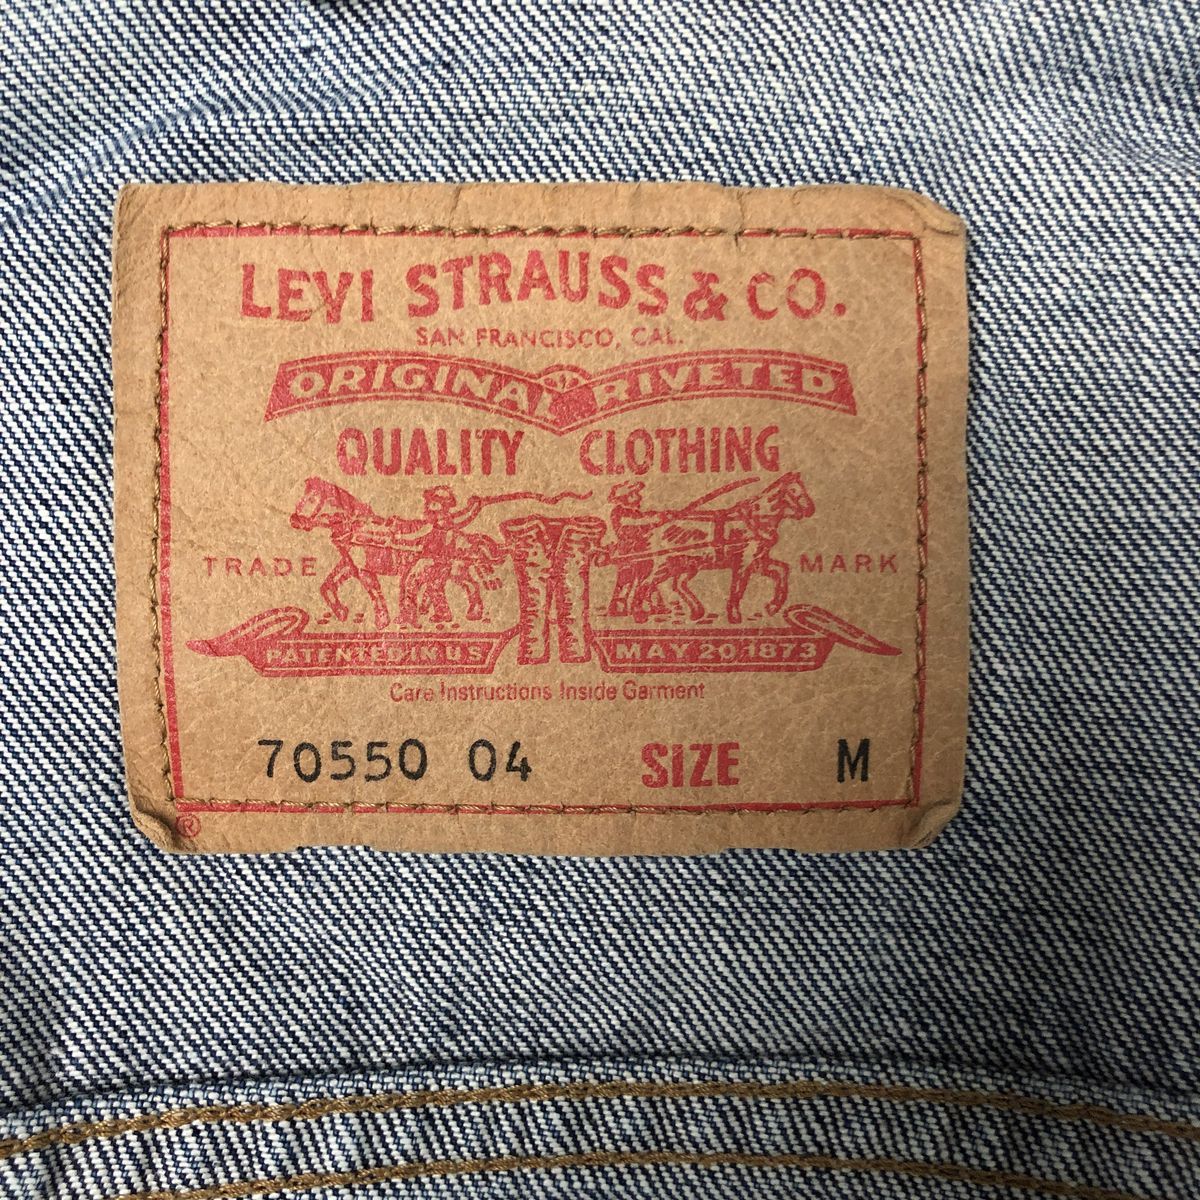 LEVI STRAUSS & CO.
SAN FRANCISCO, CAL.
ORIGINAL RIVETED
QUALITY CLOTHING
TRADE MARK
PATENTED IN US MAY 20 1873
Care Instructions Inside Garment
70550 04 SIZE M
®